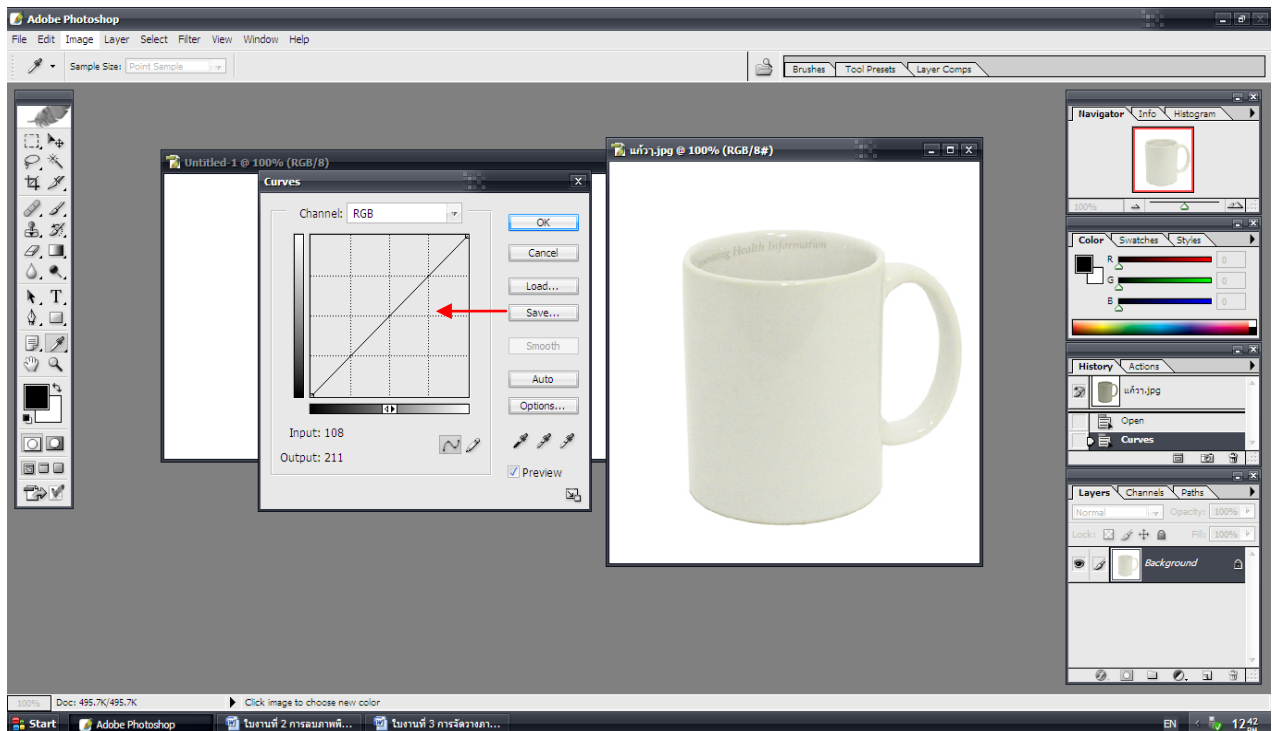 Adobe Photoshop
File Edit Image Layer Select Filter View Window Help
Sample Size: Point Sample
Brushes Tool Presets Layer Comps
Untitled-1 @ 100% (RGB/8)
Curves
Channel: RGB
OK
Cancel
Load...
Save...
Smooth
Auto
Options...
Input: 108
Output: 211
Preview
แก้วๅ.jpg @ 100% (RGB/8#)
Health Information
Navigator Info Histogram
100%
Color Swatches Styles
R 0
G 0
B 0
History Actions
แก้วๅ.jpg
Open
Curves
Layers Channels Paths
Normal Opacity: 100%
Lock: Fill: 100%
Background
100% Doc: 495.7K/495.7K Click image to choose new color
Start Adobe Photoshop ใบงานที่ 2 การลบภาพพื... ใบงานที่ 3 การจัดวางภา... EN 12:42 PM